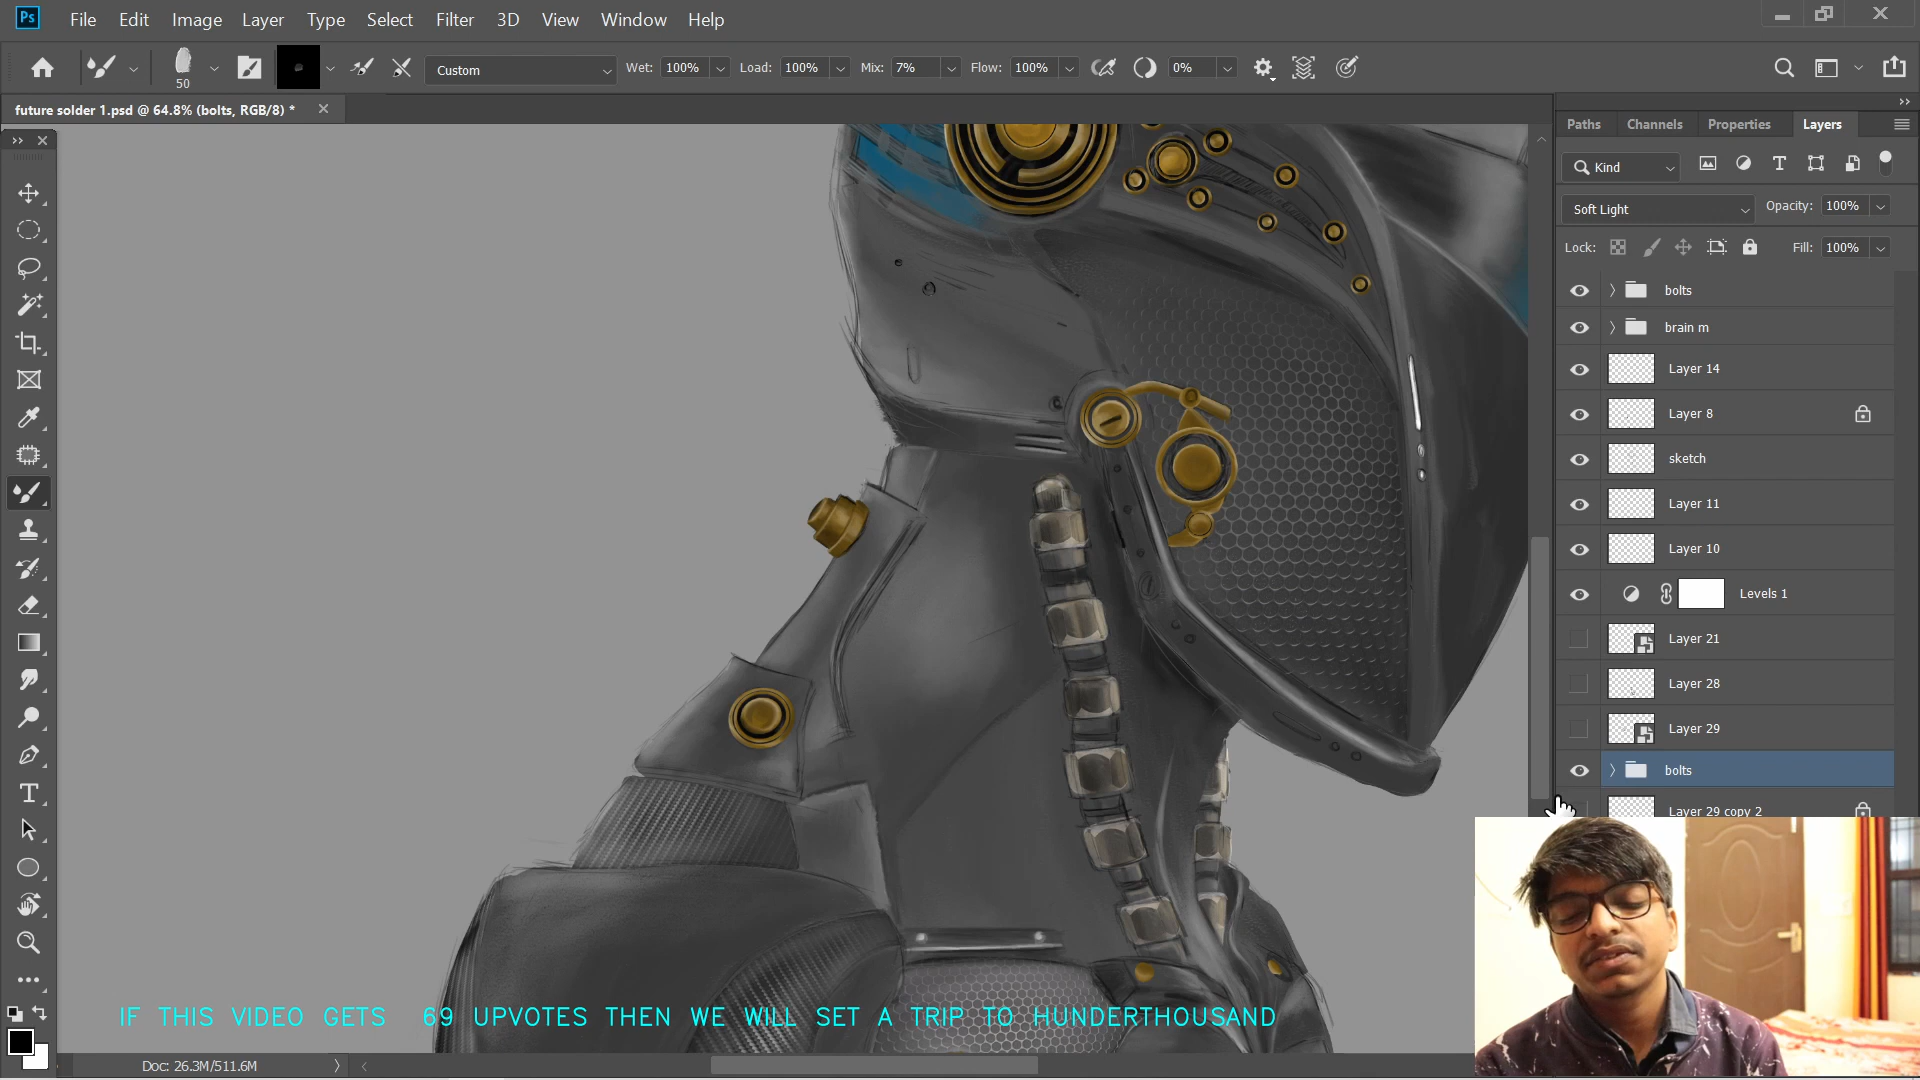 Ps File Edit Image Layer Type Select Filter 3D View Window Help
50 Custom Wet: 100% Load: 100% Mix: 7% Flow: 100% 0%
future solder 1.psd @ 64.8% (bolts, RGB/8) *
Paths Channels Properties Layers
Kind
Soft Light Opacity: 100%
Lock: Fill: 100%
bolts
brain m
Layer 14
Layer 8
sketch
Layer 11
Layer 10
Levels 1
Layer 21
Layer 28
Layer 29
bolts
Layer 29 copy 2
IF THIS VIDEO GETS 69 UPVOTES THEN WE WILL SET A TRIP TO HUNDERTHOUSAND
Doc: 26.3M/511.6M